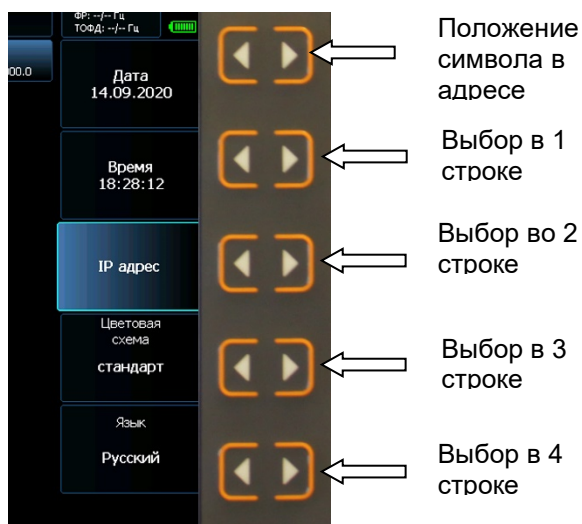 ФР: --/-- Гц
ТОФД: --/-- Гц
00.0
Дата
14.09.2020
Время
18:28:12
IP адрес
Цветовая
схема
стандарт
Язык
Русский
Положение
символа в
адресе
Выбор в 1
строке
Выбор во 2
строке
Выбор в 3
строке
Выбор в 4
строке